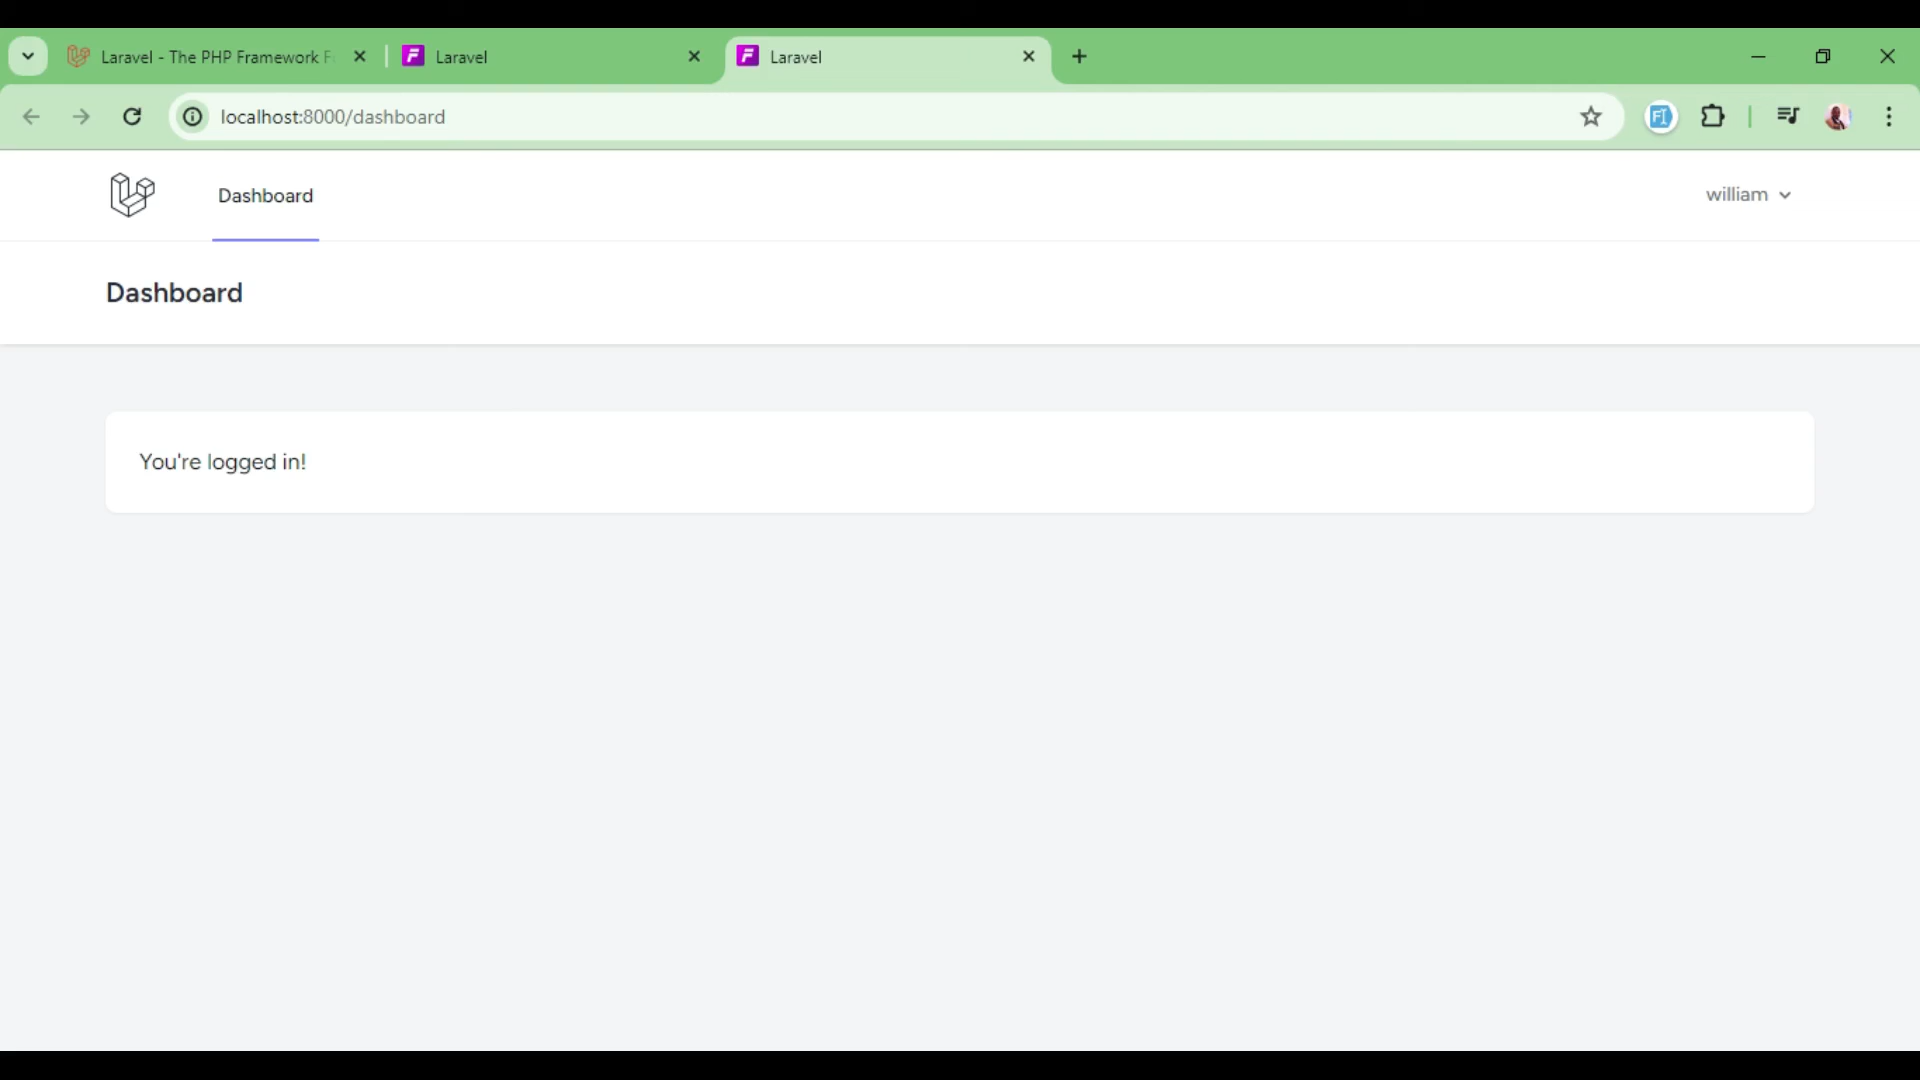 Laravel - The PHP Framework F
Laravel
Laravel
localhost:8000/dashboard
Dashboard
william
Dashboard
You're logged in!